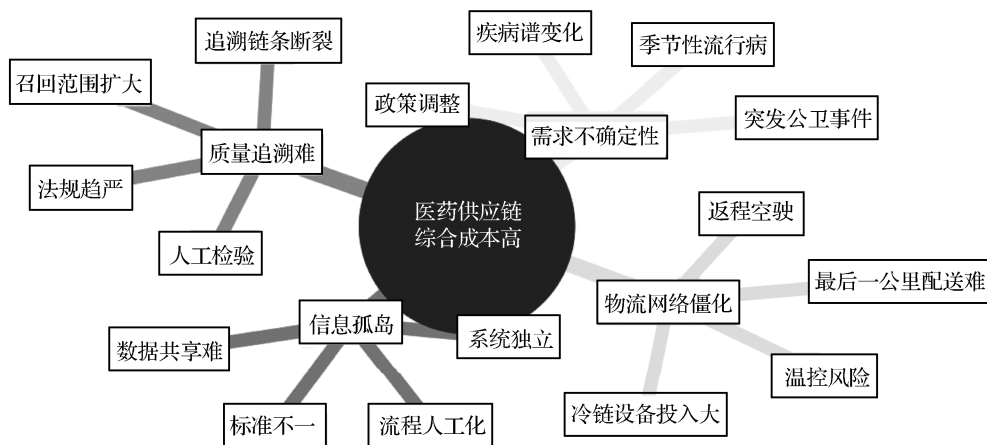 追溯链条断裂
疾病谱变化
季节性流行病
召回范围扩大
政策调整
突发公卫事件
需求不确定性
质量追溯难
法规趋严
医药供应链
综合成本高
返程空驶
人工检验
最后一公里配送难
物流网络僵化
信息孤岛
系统独立
数据共享难
温控风险
冷链设备投入大
标准不一
流程人工化